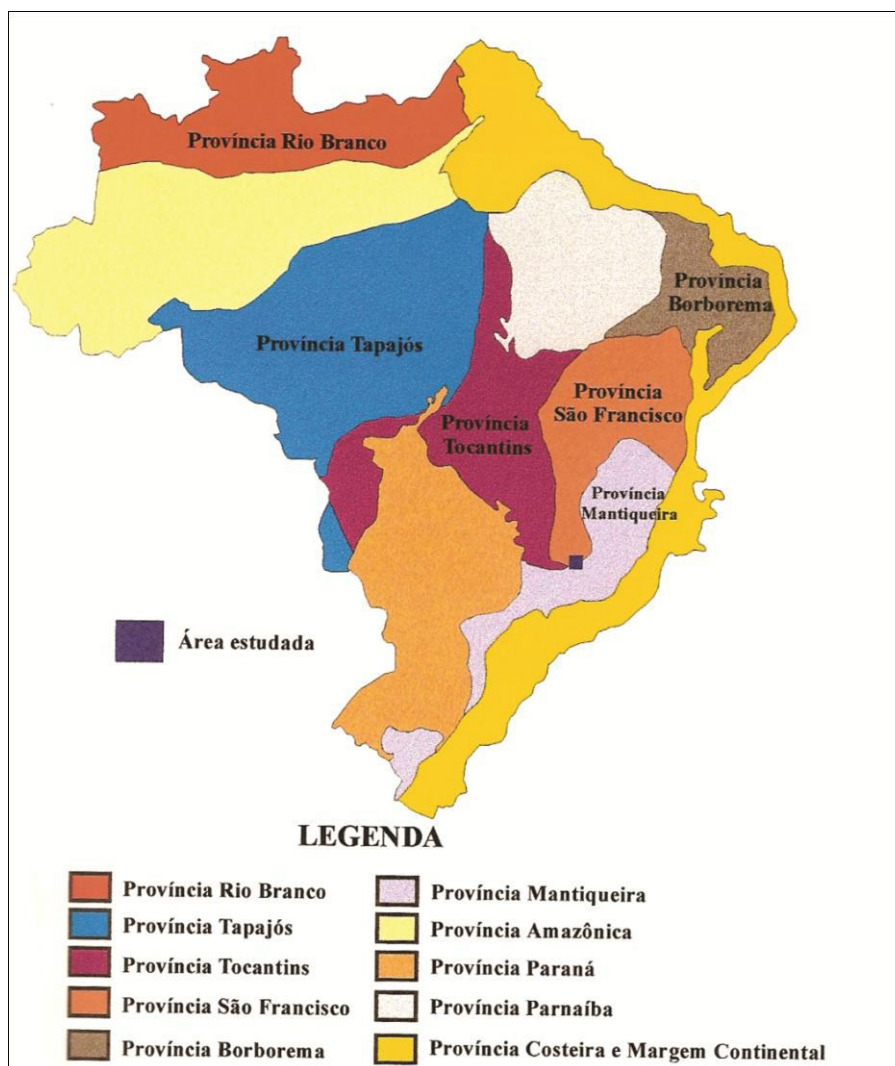 Província Rio Branco
Província Tapajós
Província
Borborema
Província
São Francisco
Província
Tocantins
Província
Mantiqueira
Área estudada
LEGENDA
Província Rio Branco
Província Tapajós
Província Tocantins
Província São Francisco
Província Borborema
Província Mantiqueira
Província Amazônica
Província Paraná
Província Parnaíba
Província Costeira e Margem Continental